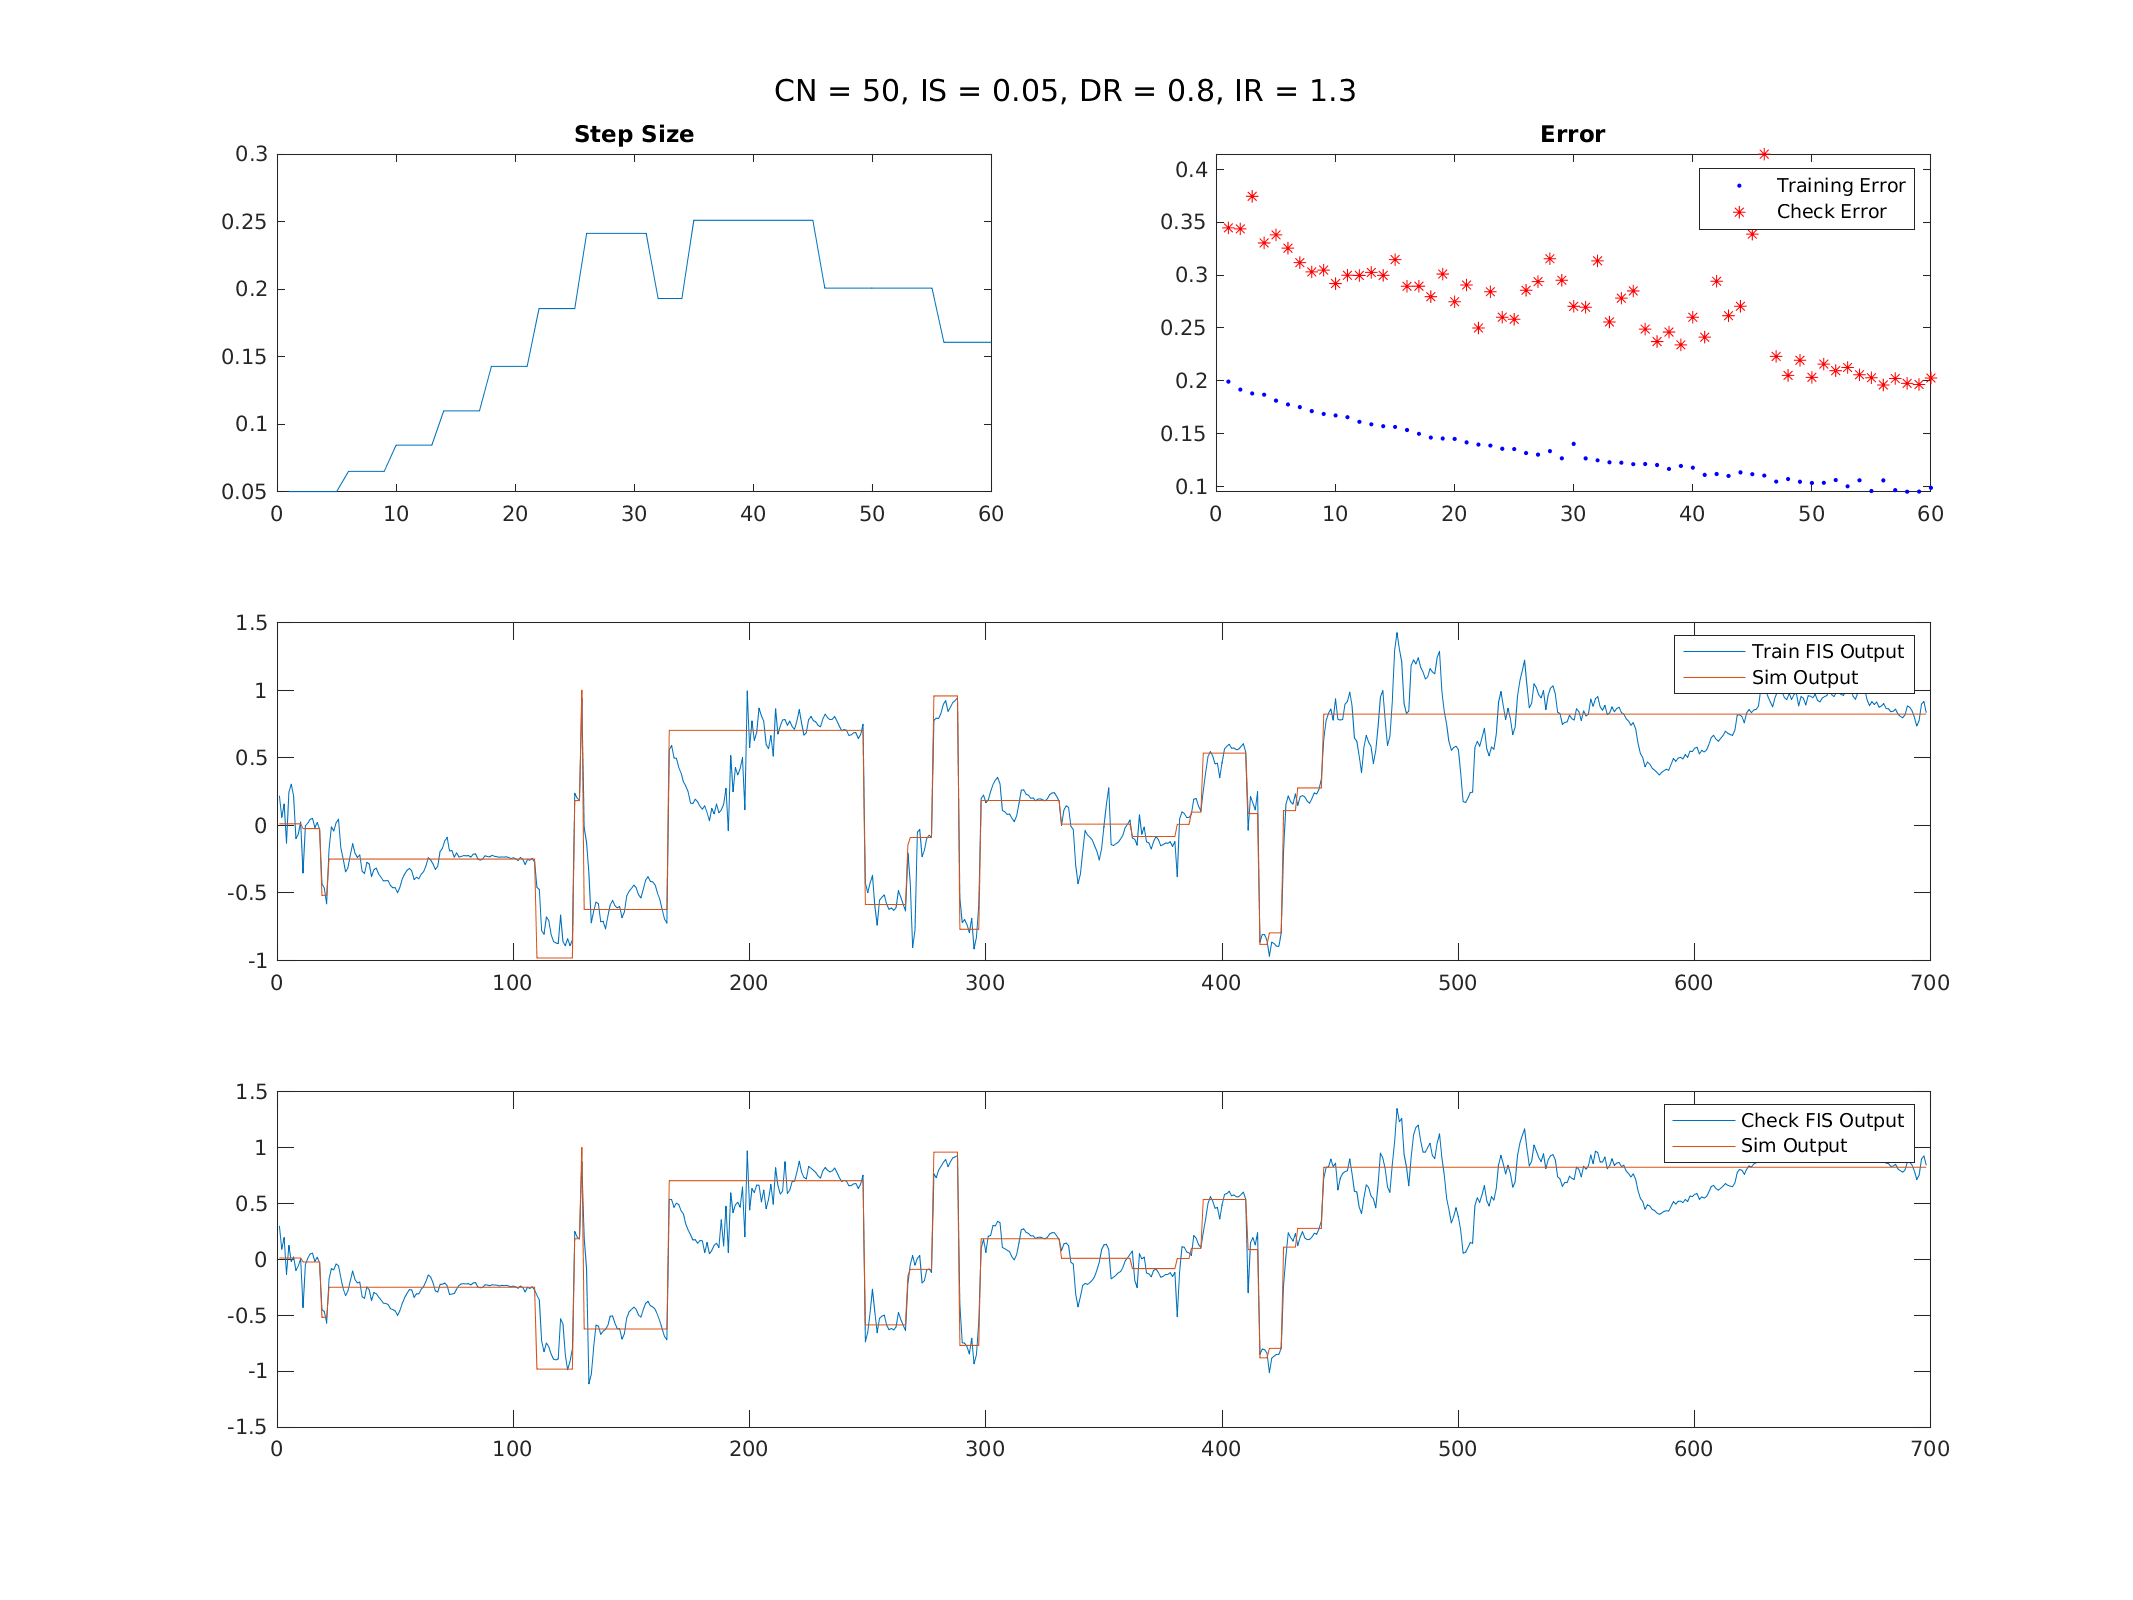 CN = 50, IS = 0.05, DR = 0.8, IR = 1.3
Step Size
0.3
0.25
0.2
0.15
0.1
0.05
0 10 20 30 40 50 60
Error
0.4
0.35
0.3
0.25
0.2
0.15
0.1
0 10 20 30 40 50 60
Training Error
Check Error
1.5
1
0.5
0
-0.5
-1
0 100 200 300 400 500 600 700
Train FIS Output
Sim Output
1.5
1
0.5
0
-0.5
-1
-1.5
0 100 200 300 400 500 600 700
Check FIS Output
Sim Output